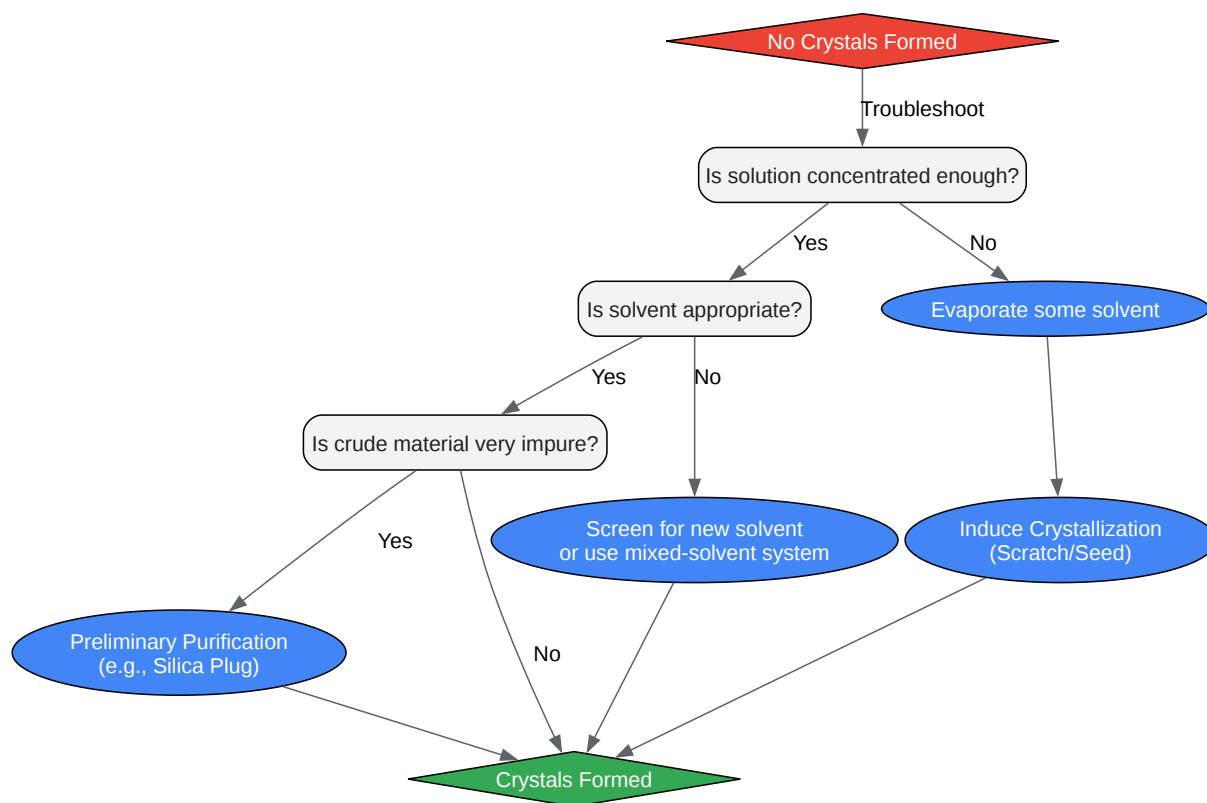 No Crystals Formed
Troubleshoot
Is solution concentrated enough?
Yes
No
Is solvent appropriate?
Evaporate some solvent
Yes
No
Is crude material very impure?
Screen for new solvent
or use mixed-solvent system
Induce Crystallization
(Scratch/Seed)
Yes
Preliminary Purification
(e.g., Silica Plug)
No
Crystals Formed